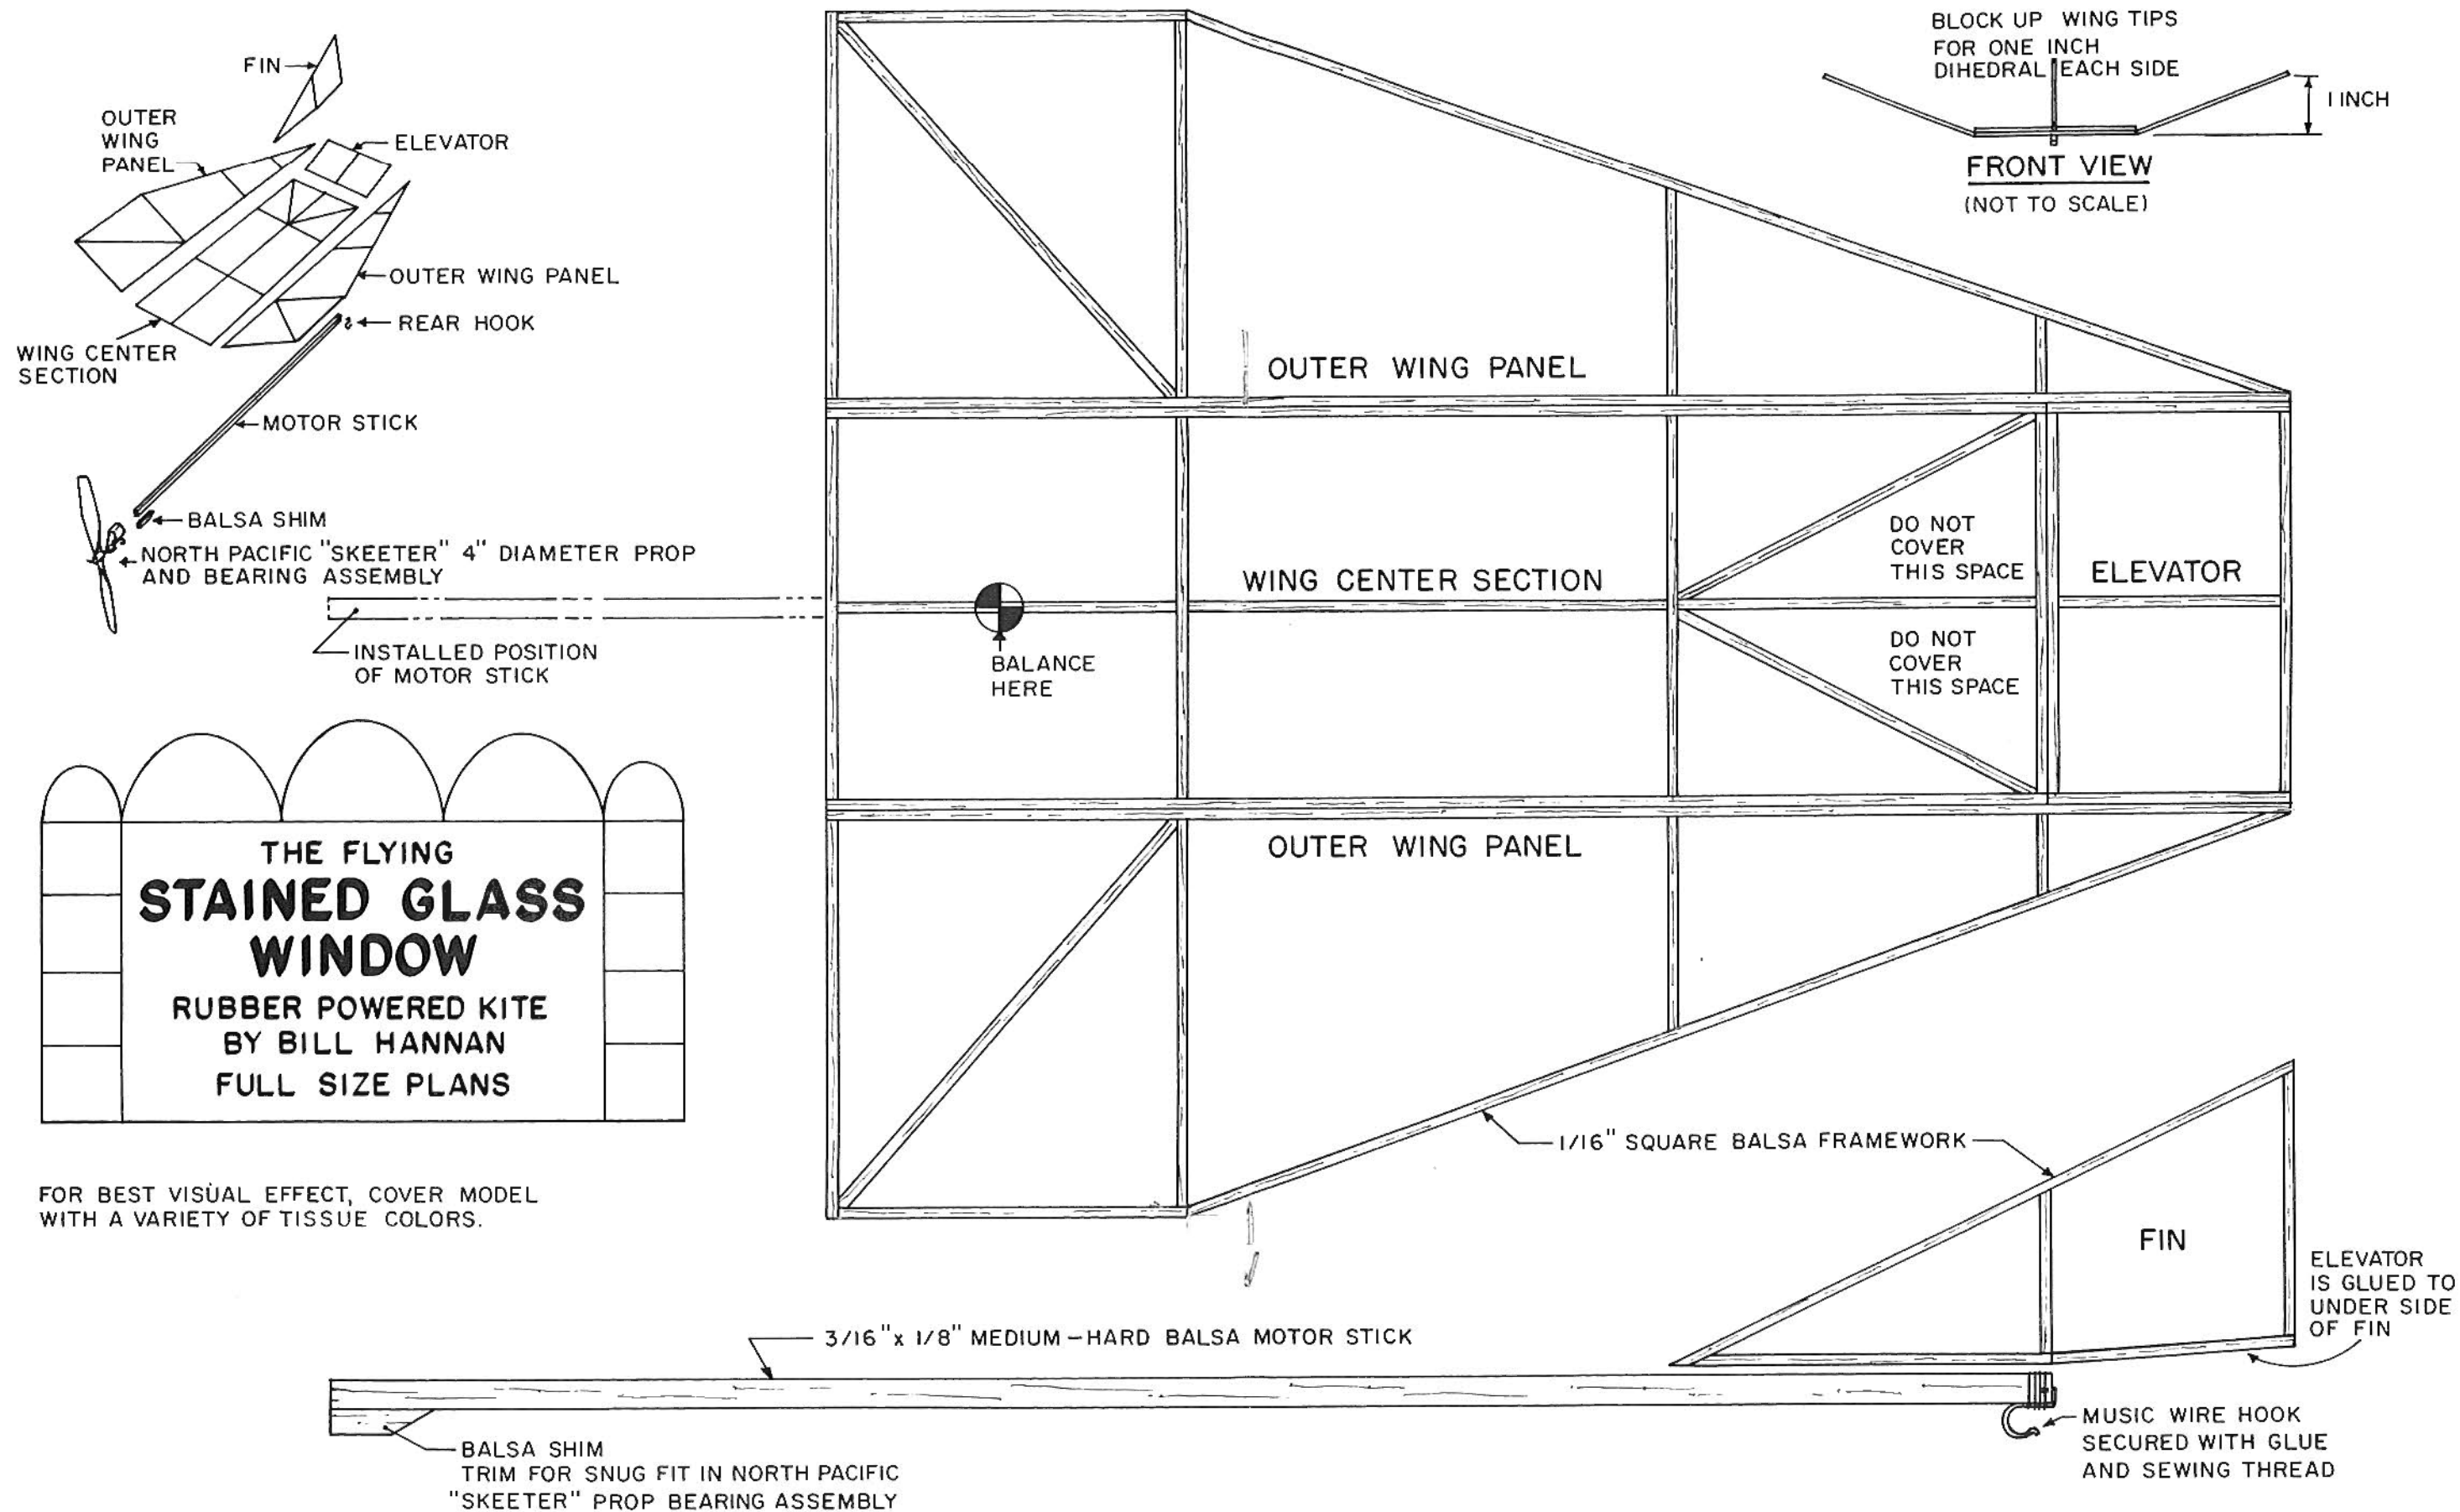 FIN
OUTER
WING
PANEL
ELEVATOR
OUTER WING PANEL
REAR HOOK
WING CENTER
SECTION
MOTOR STICK
BALSA SHIM
NORTH PACIFIC "SKEETER" 4" DIAMETER PROP
AND BEARING ASSEMBLY
INSTALLED POSITION
OF MOTOR STICK
BLOCK UP WING TIPS
FOR ONE INCH
DIHEDRAL EACH SIDE
1 INCH
FRONT VIEW
(NOT TO SCALE)
OUTER WING PANEL
WING CENTER SECTION
BALANCE
HERE
DO NOT
COVER
THIS SPACE
ELEVATOR
DO NOT
COVER
THIS SPACE
OUTER WING PANEL
THE FLYING
STAINED GLASS
WINDOW
RUBBER POWERED KITE
BY BILL HANNAN
FULL SIZE PLANS
FOR BEST VISUAL EFFECT, COVER MODEL
WITH A VARIETY OF TISSUE COLORS.
1/16" SQUARE BALSA FRAMEWORK
FIN
ELEVATOR
IS GLUED TO
UNDER SIDE
OF FIN
3/16" x 1/8" MEDIUM-HARD BALSA MOTOR STICK
BALSA SHIM
TRIM FOR SNUG FIT IN NORTH PACIFIC
"SKEETER" PROP BEARING ASSEMBLY
MUSIC WIRE HOOK
SECURED WITH GLUE
AND SEWING THREAD